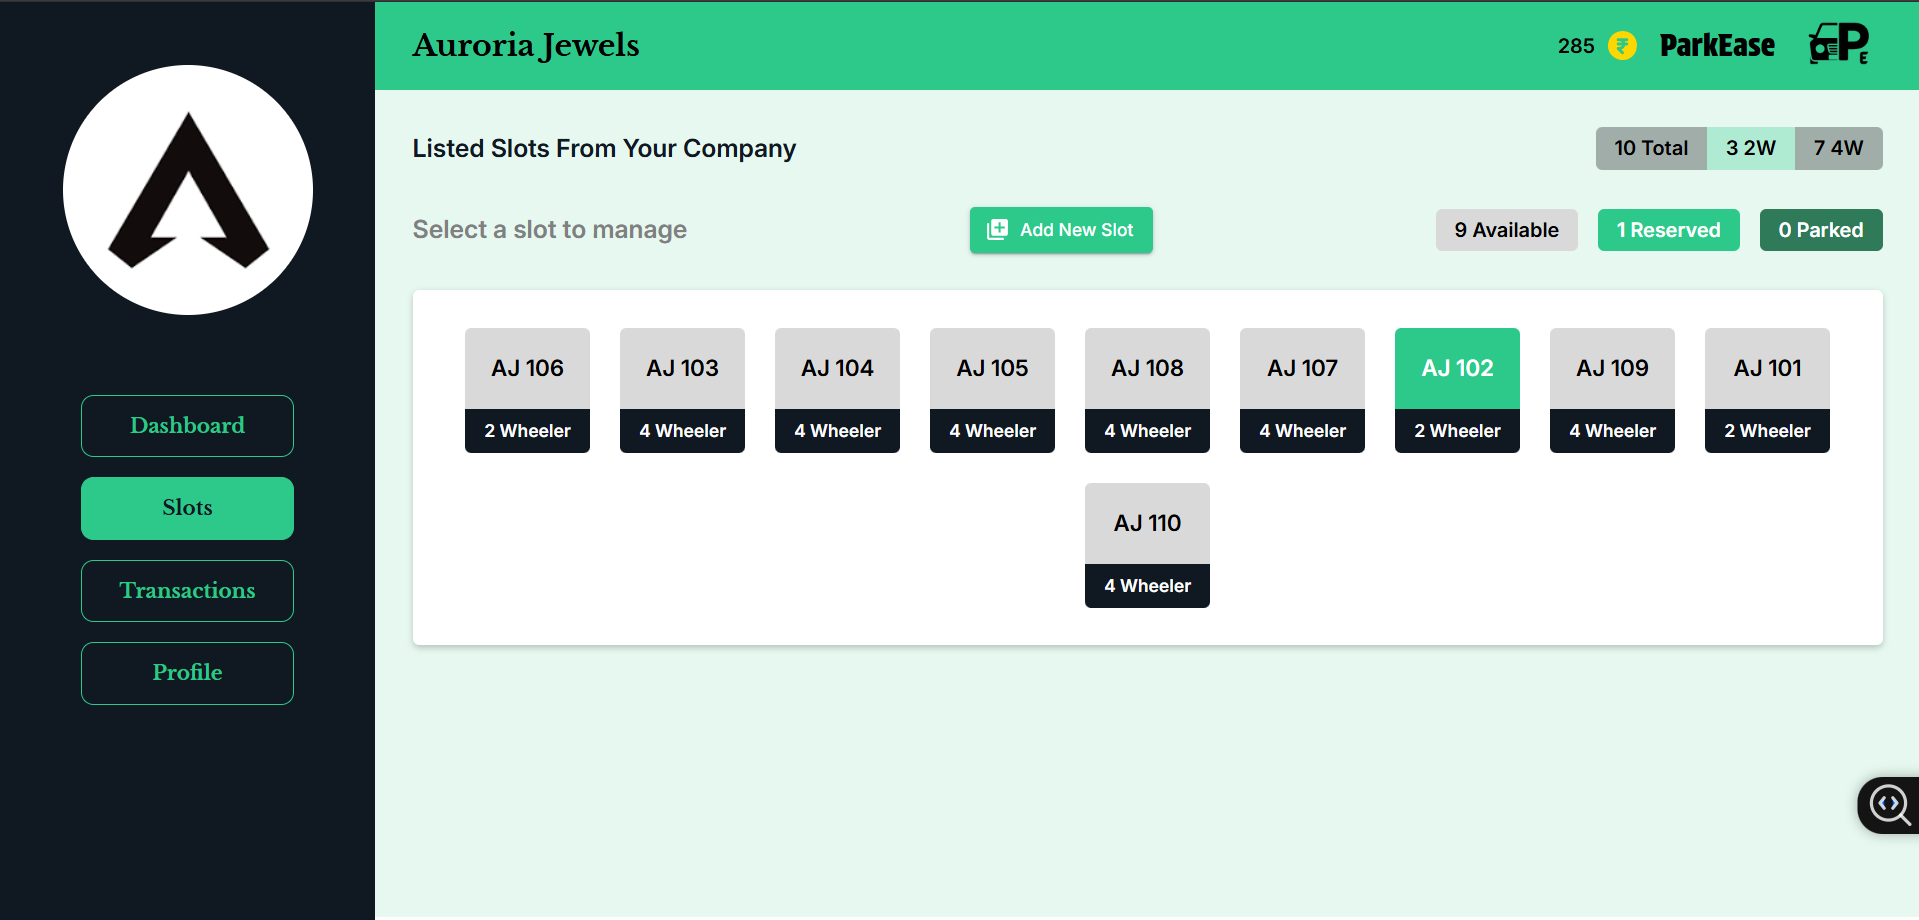 Auroria Jewels
285 ₹ ParkEase PE
Dashboard
Slots
Transactions
Profile
Listed Slots From Your Company
10 Total 3 2W 7 4W
Select a slot to manage
Add New Slot
9 Available 1 Reserved 0 Parked
AJ 106 AJ 103 AJ 104 AJ 105 AJ 108 AJ 107 AJ 102 AJ 109 AJ 101
2 Wheeler 4 Wheeler 4 Wheeler 4 Wheeler 4 Wheeler 4 Wheeler 2 Wheeler 4 Wheeler 2 Wheeler
AJ 110
4 Wheeler